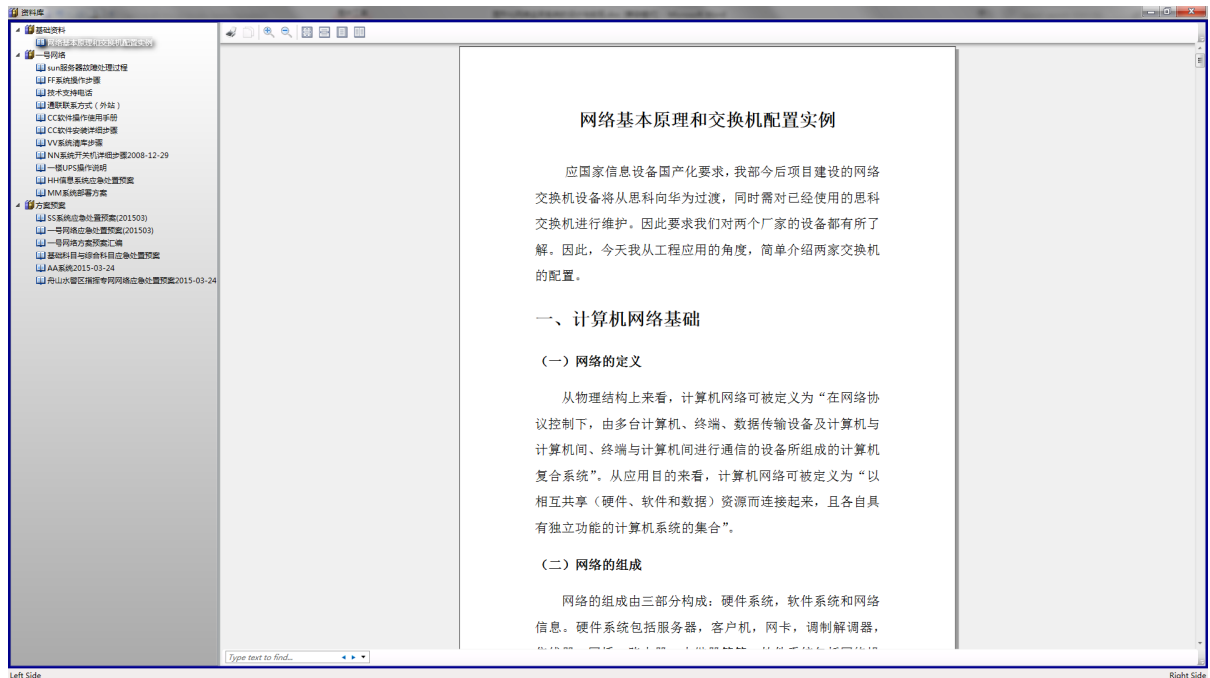 资料库
基础资料
网络基本原理和交换机配置实例
一号网络
sun服务器故障处理过程
FF系统操作步骤
技术支持电话
通联联系方式(外站)
CC软件操作使用手册
CC软件安装详细步骤
VV系统清库步骤
NN系统开关机详细步骤2008-12-29
一楼UPS操作说明
HH信息系统应急处置预案
MM系统部署方案
方案预案
SS系统应急处置预案(201503)
一号网络应急处置预案(201503)
一号网络方案预案汇编
基础科目与综合科目应急处置预案
AA系统2015-03-24
舟山水警区指挥专网网络应急处置预案2015-03-24
网络基本原理和交换机配置实例
应国家信息设备国产化要求,我部今后项目建设的网络
交换机设备将从思科向华为过渡,同时需对已经使用的思科
交换机进行维护。因此要求我们对两个厂家的设备都有所了
解。因此,今天我从工程应用的角度,简单介绍两家交换机
的配置。
一、计算机网络基础
(一)网络的定义
从物理结构上来看,计算机网络可被定义为“在网络协
议控制下,由多台计算机、终端、数据传输设备及计算机与
计算机间、终端与计算机间进行通信的设备所组成的计算机
复合系统”。从应用目的来看,计算机网络可被定义为“以
相互共享(硬件、软件和数据)资源而连接起来,且各自具
有独立功能的计算机系统的集合”。
(二)网络的组成
网络的组成由三部分构成:硬件系统,软件系统和网络
信息。硬件系统包括服务器,客户机,网卡,调制解调器,
Type text to find...
Left Side
Right Side